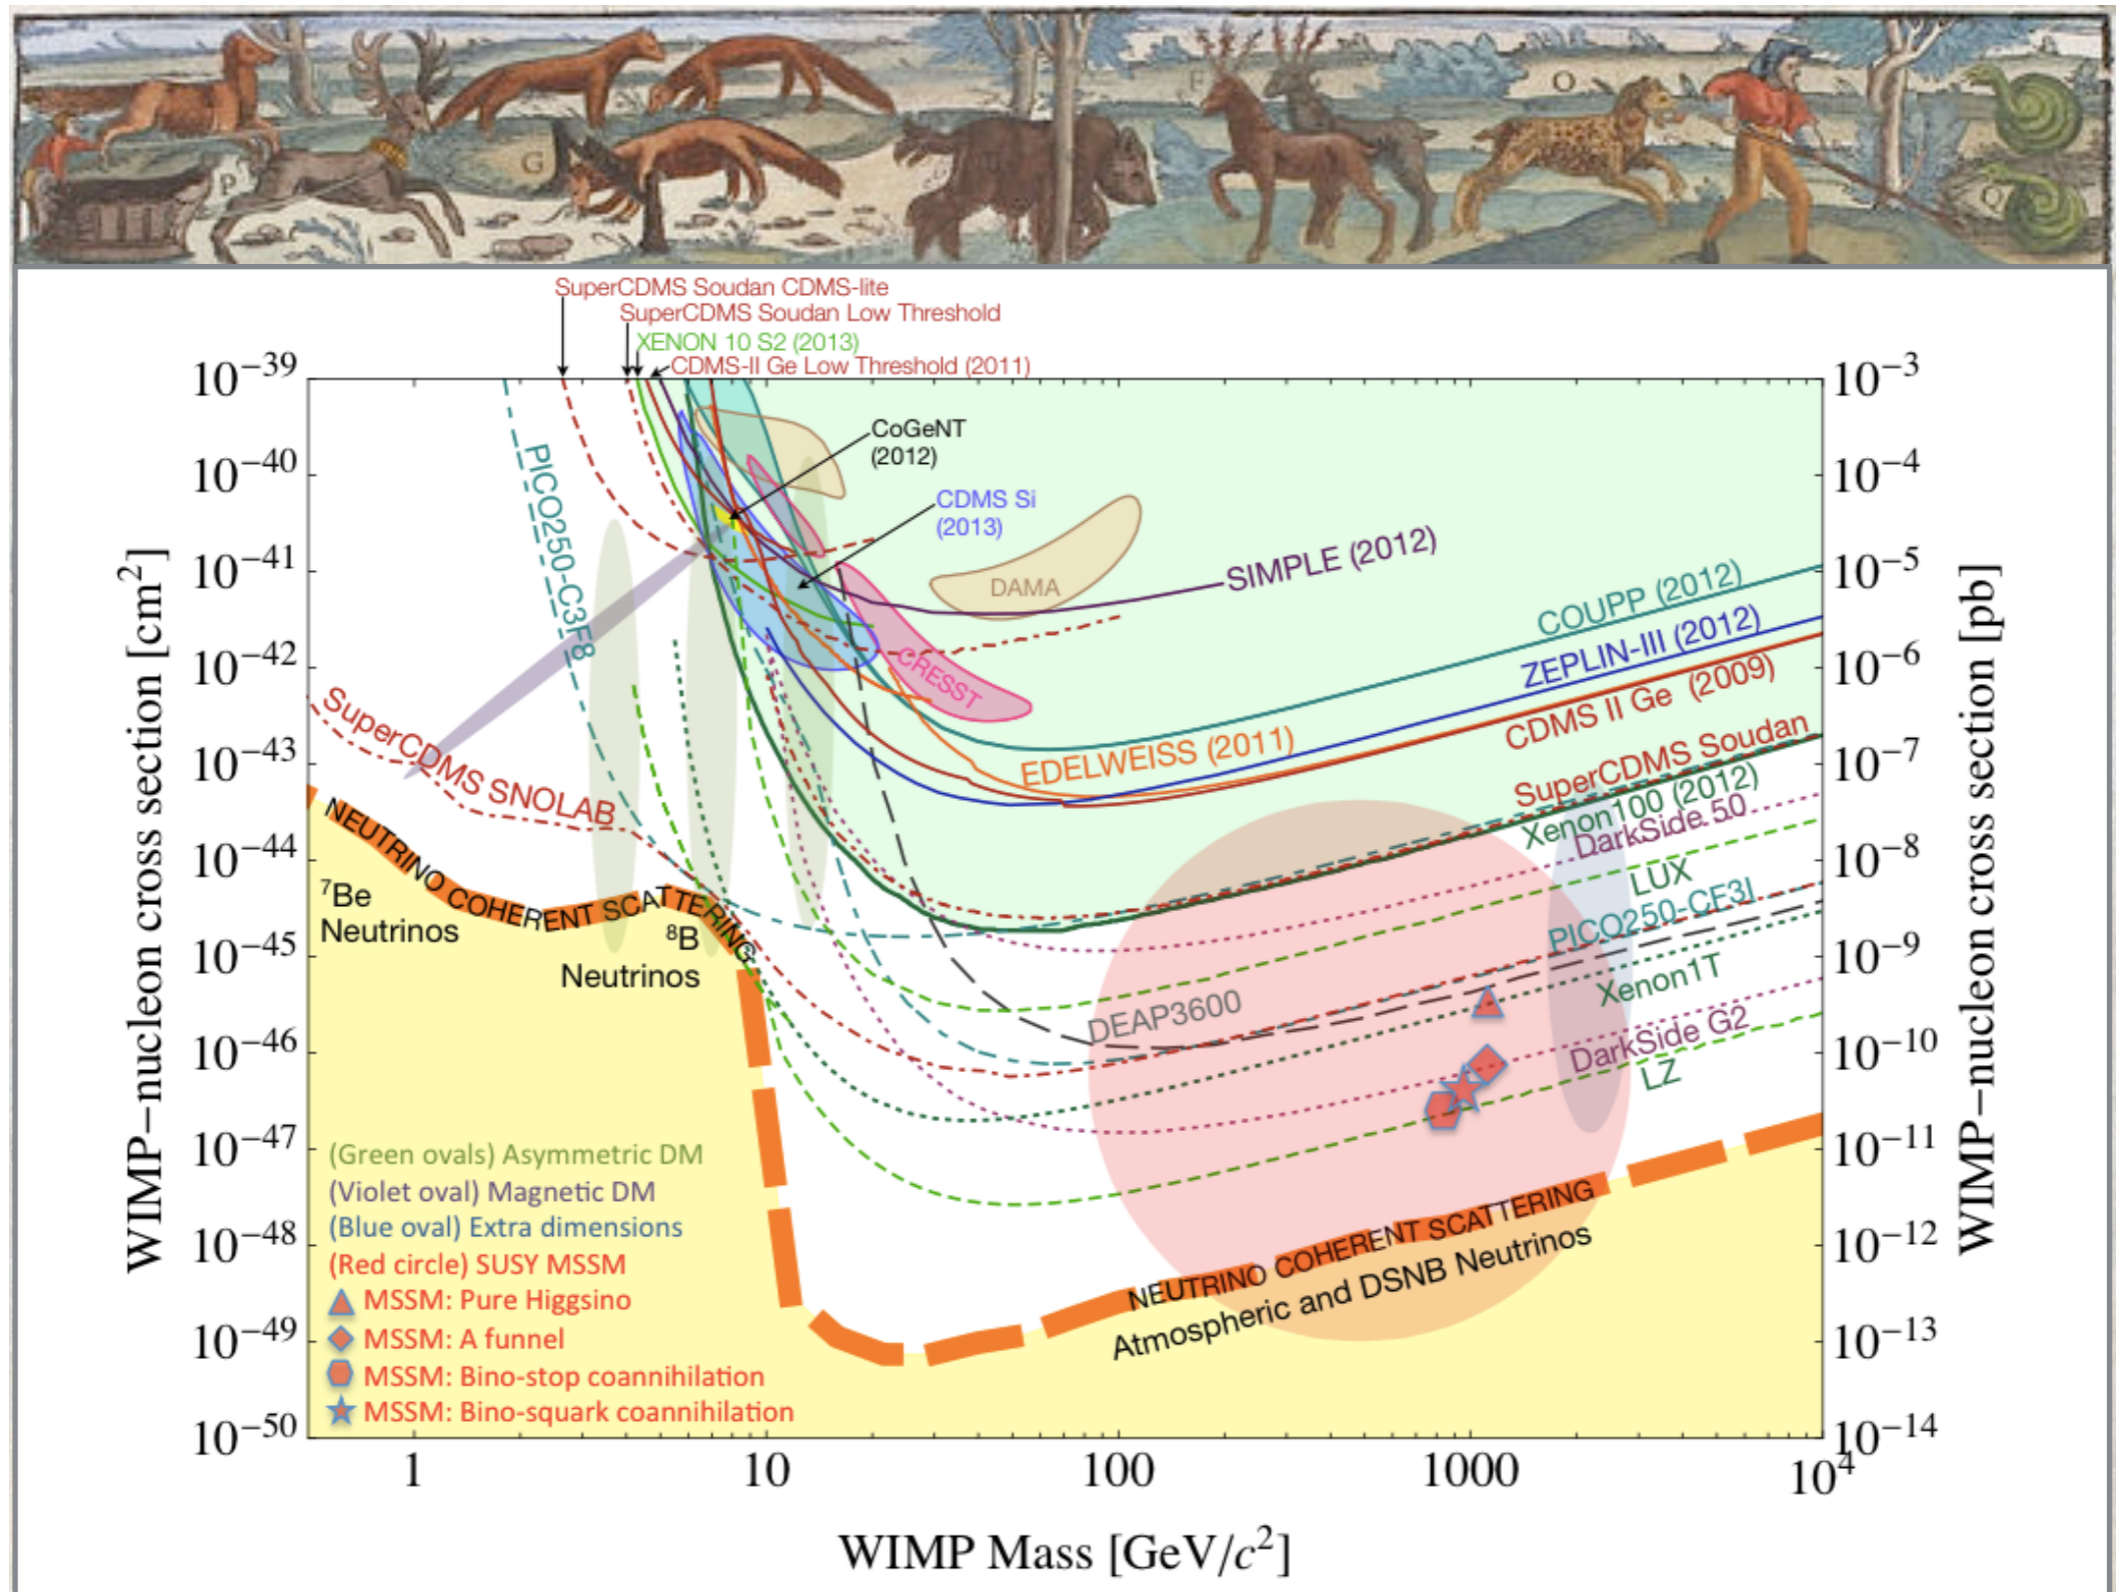 P
G
F
O
Q
SuperCDMS Soudan CDMS-lite
SuperCDMS Soudan Low Threshold
XENON 10 S2 (2013)
CDMS-II Ge Low Threshold (2011)
10⁻³⁹
10⁻⁴⁰
10⁻⁴¹
10⁻⁴²
10⁻⁴³
10⁻⁴⁴
10⁻⁴⁵
10⁻⁴⁶
10⁻⁴⁷
10⁻⁴⁸
10⁻⁴⁹
10⁻⁵⁰
WIMP–nucleon cross section [cm²]
10⁻³
10⁻⁴
10⁻⁵
10⁻⁶
10⁻⁷
10⁻⁸
10⁻⁹
10⁻¹⁰
10⁻¹¹
10⁻¹²
10⁻¹³
10⁻¹⁴
WIMP–nucleon cross section [pb]
CoGeNT
(2012)
CDMS Si
(2013)
PICO250-C3F8
DAMA
SIMPLE (2012)
COUPP (2012)
ZEPLIN-III (2012)
CRESST
CDMS II Ge (2009)
EDELWEISS (2011)
SuperCDMS SNOLAB
SuperCDMS Soudan
Xenon100 (2012)
DarkSide 50
LUX
PICO250-CF3I
Xenon1T
DEAP3600
DarkSide G2
LZ
NEUTRINO COHERENT SCATTERING
⁷Be
Neutrinos
⁸B
Neutrinos
NEUTRINO COHERENT SCATTERING
Atmospheric and DSNB Neutrinos
(Green ovals) Asymmetric DM
(Violet oval) Magnetic DM
(Blue oval) Extra dimensions
(Red circle) SUSY MSSM
MSSM: Pure Higgsino
MSSM: A funnel
MSSM: Bino-stop coannihilation
MSSM: Bino-squark coannihilation
1
10
100
1000
10⁴
WIMP Mass [GeV/c²]